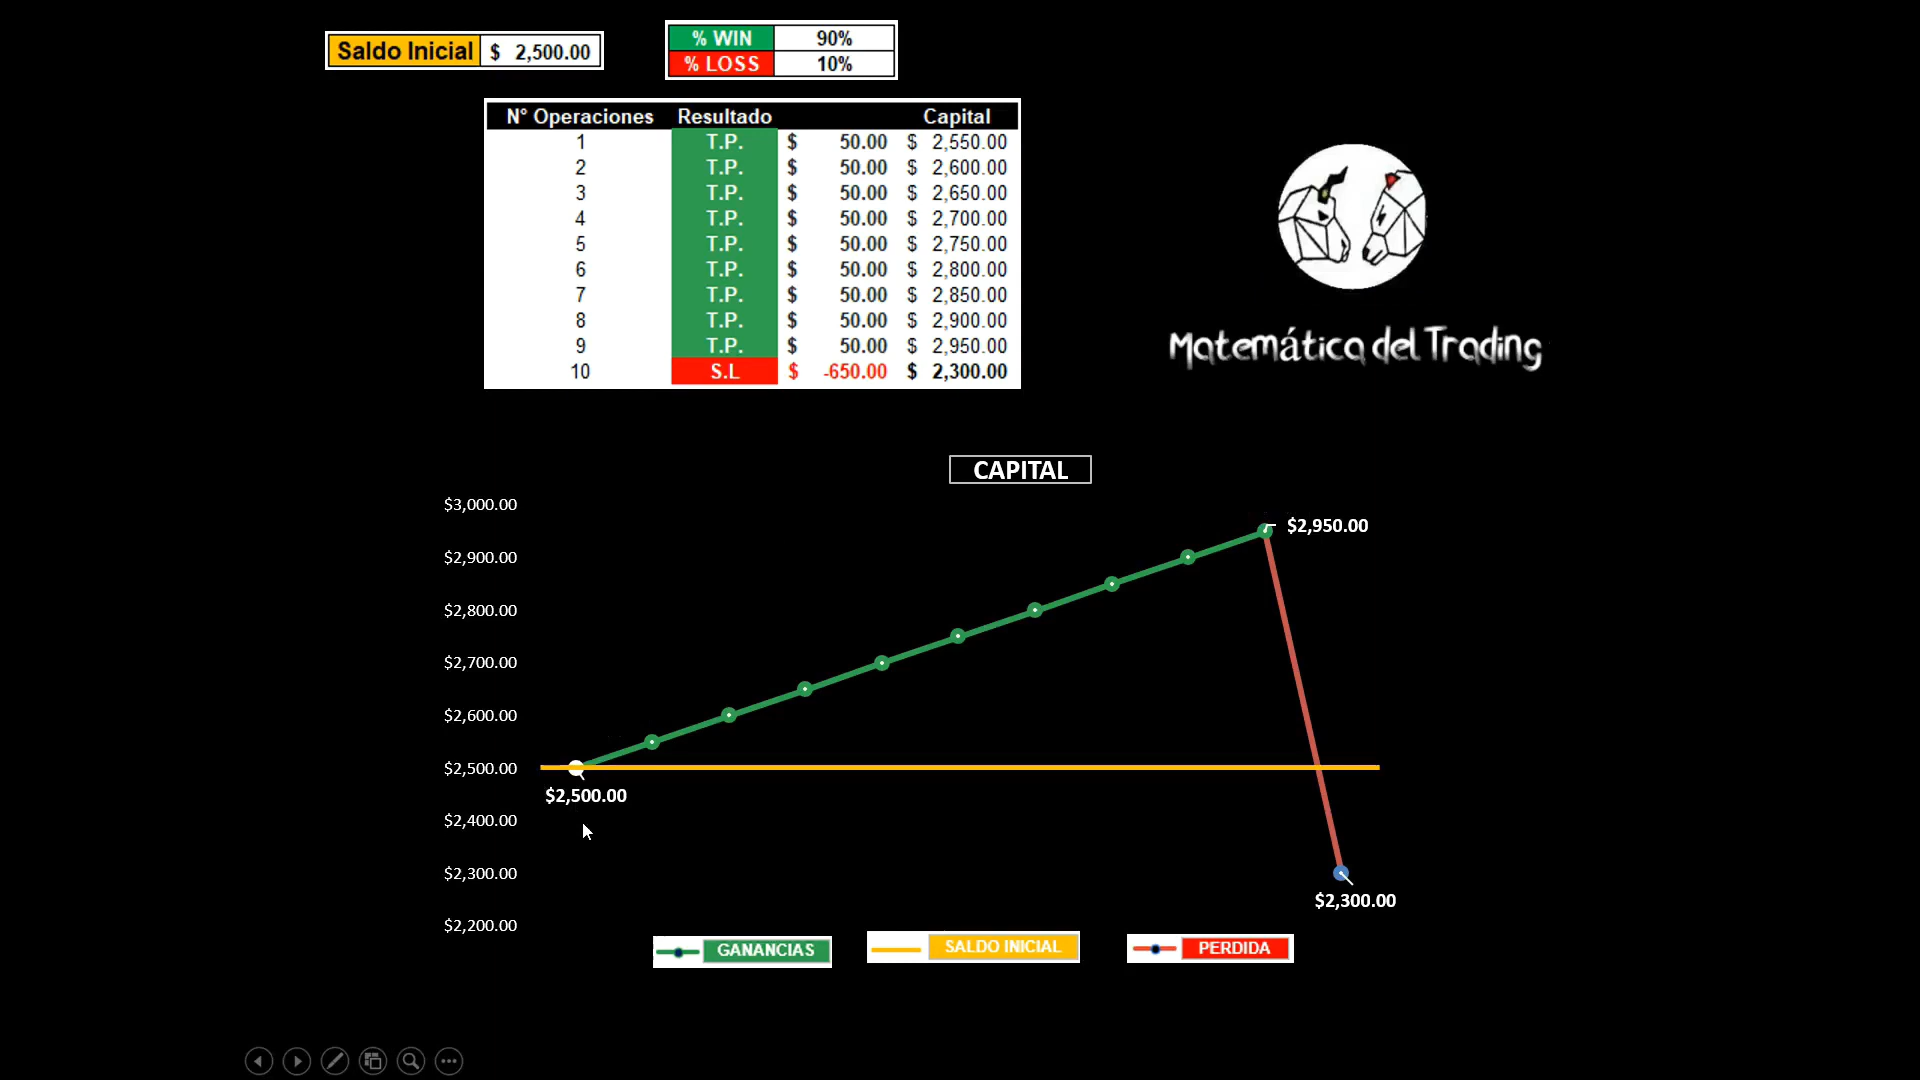 Saldo Inicial $ 2,500.00
% WIN 90%
% LOSS 10%
N° Operaciones Resultado Capital
1 T.P. $ 50.00 $ 2,550.00
2 T.P. $ 50.00 $ 2,600.00
3 T.P. $ 50.00 $ 2,650.00
4 T.P. $ 50.00 $ 2,700.00
5 T.P. $ 50.00 $ 2,750.00
6 T.P. $ 50.00 $ 2,800.00
7 T.P. $ 50.00 $ 2,850.00
8 T.P. $ 50.00 $ 2,900.00
9 T.P. $ 50.00 $ 2,950.00
10 S.L $ -650.00 $ 2,300.00
Matemática del Trading
CAPITAL
$3,000.00
$2,950.00
$2,900.00
$2,800.00
$2,700.00
$2,600.00
$2,500.00
$2,500.00
$2,400.00
$2,300.00
$2,300.00
$2,200.00
GANANCIAS SALDO INICIAL PERDIDA